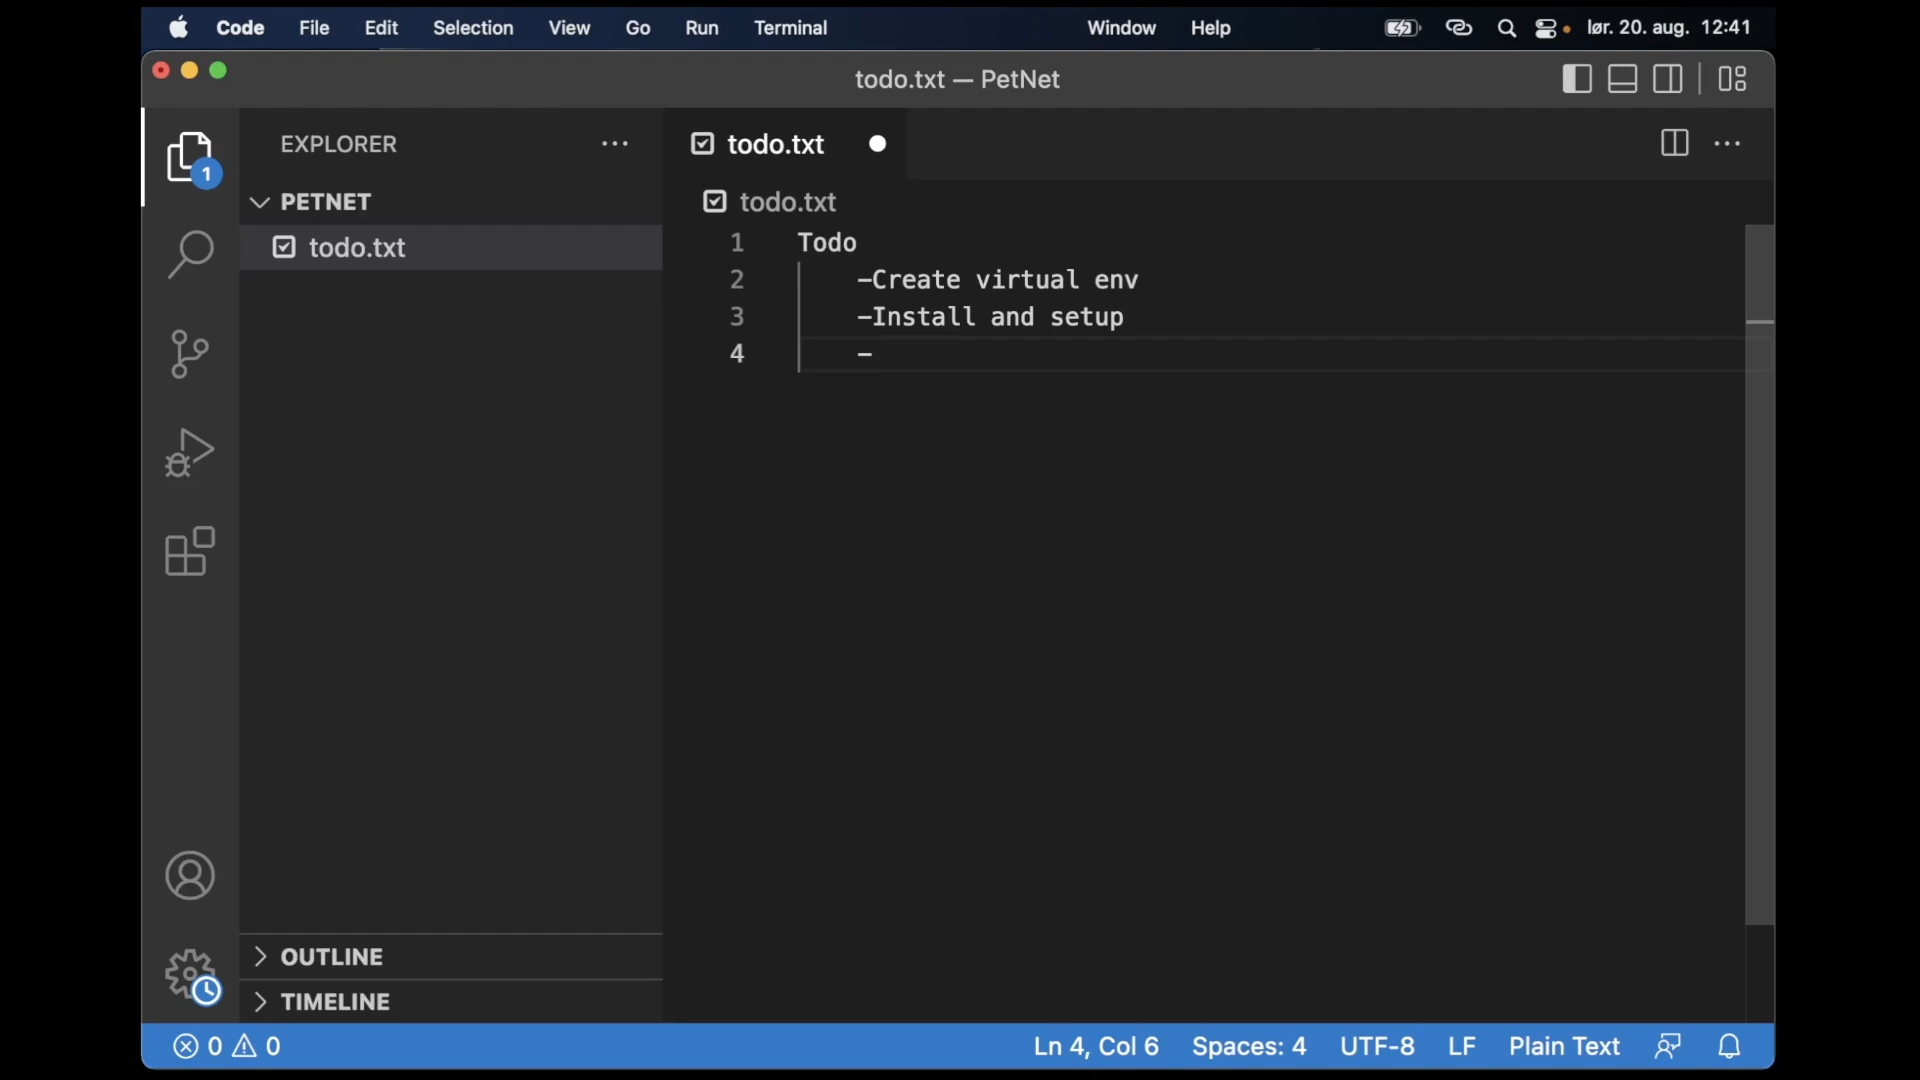 Code File Edit Selection View Go Run Terminal Window Help lør. 20. aug. 12:41
todo.txt — PetNet
EXPLORER
1
PETNET
todo.txt
todo.txt
todo.txt
1 Todo
2 -Create virtual env
3 -Install and setup
4 -
OUTLINE
TIMELINE
0 0 Ln 4, Col 6 Spaces: 4 UTF-8 LF Plain Text